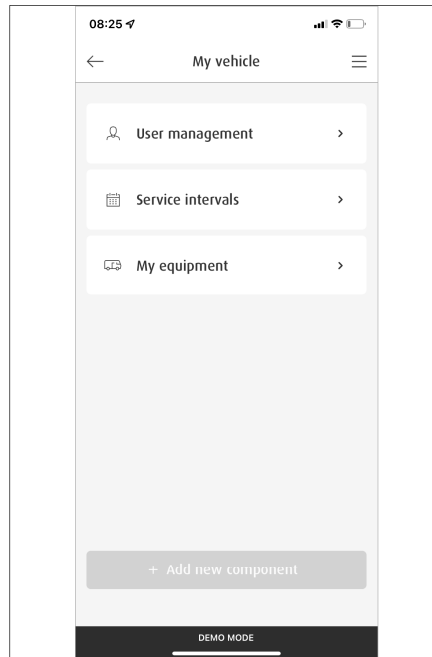 08:25
My vehicle
User management
Service intervals
My equipment
+ Add new component
DEMO MODE